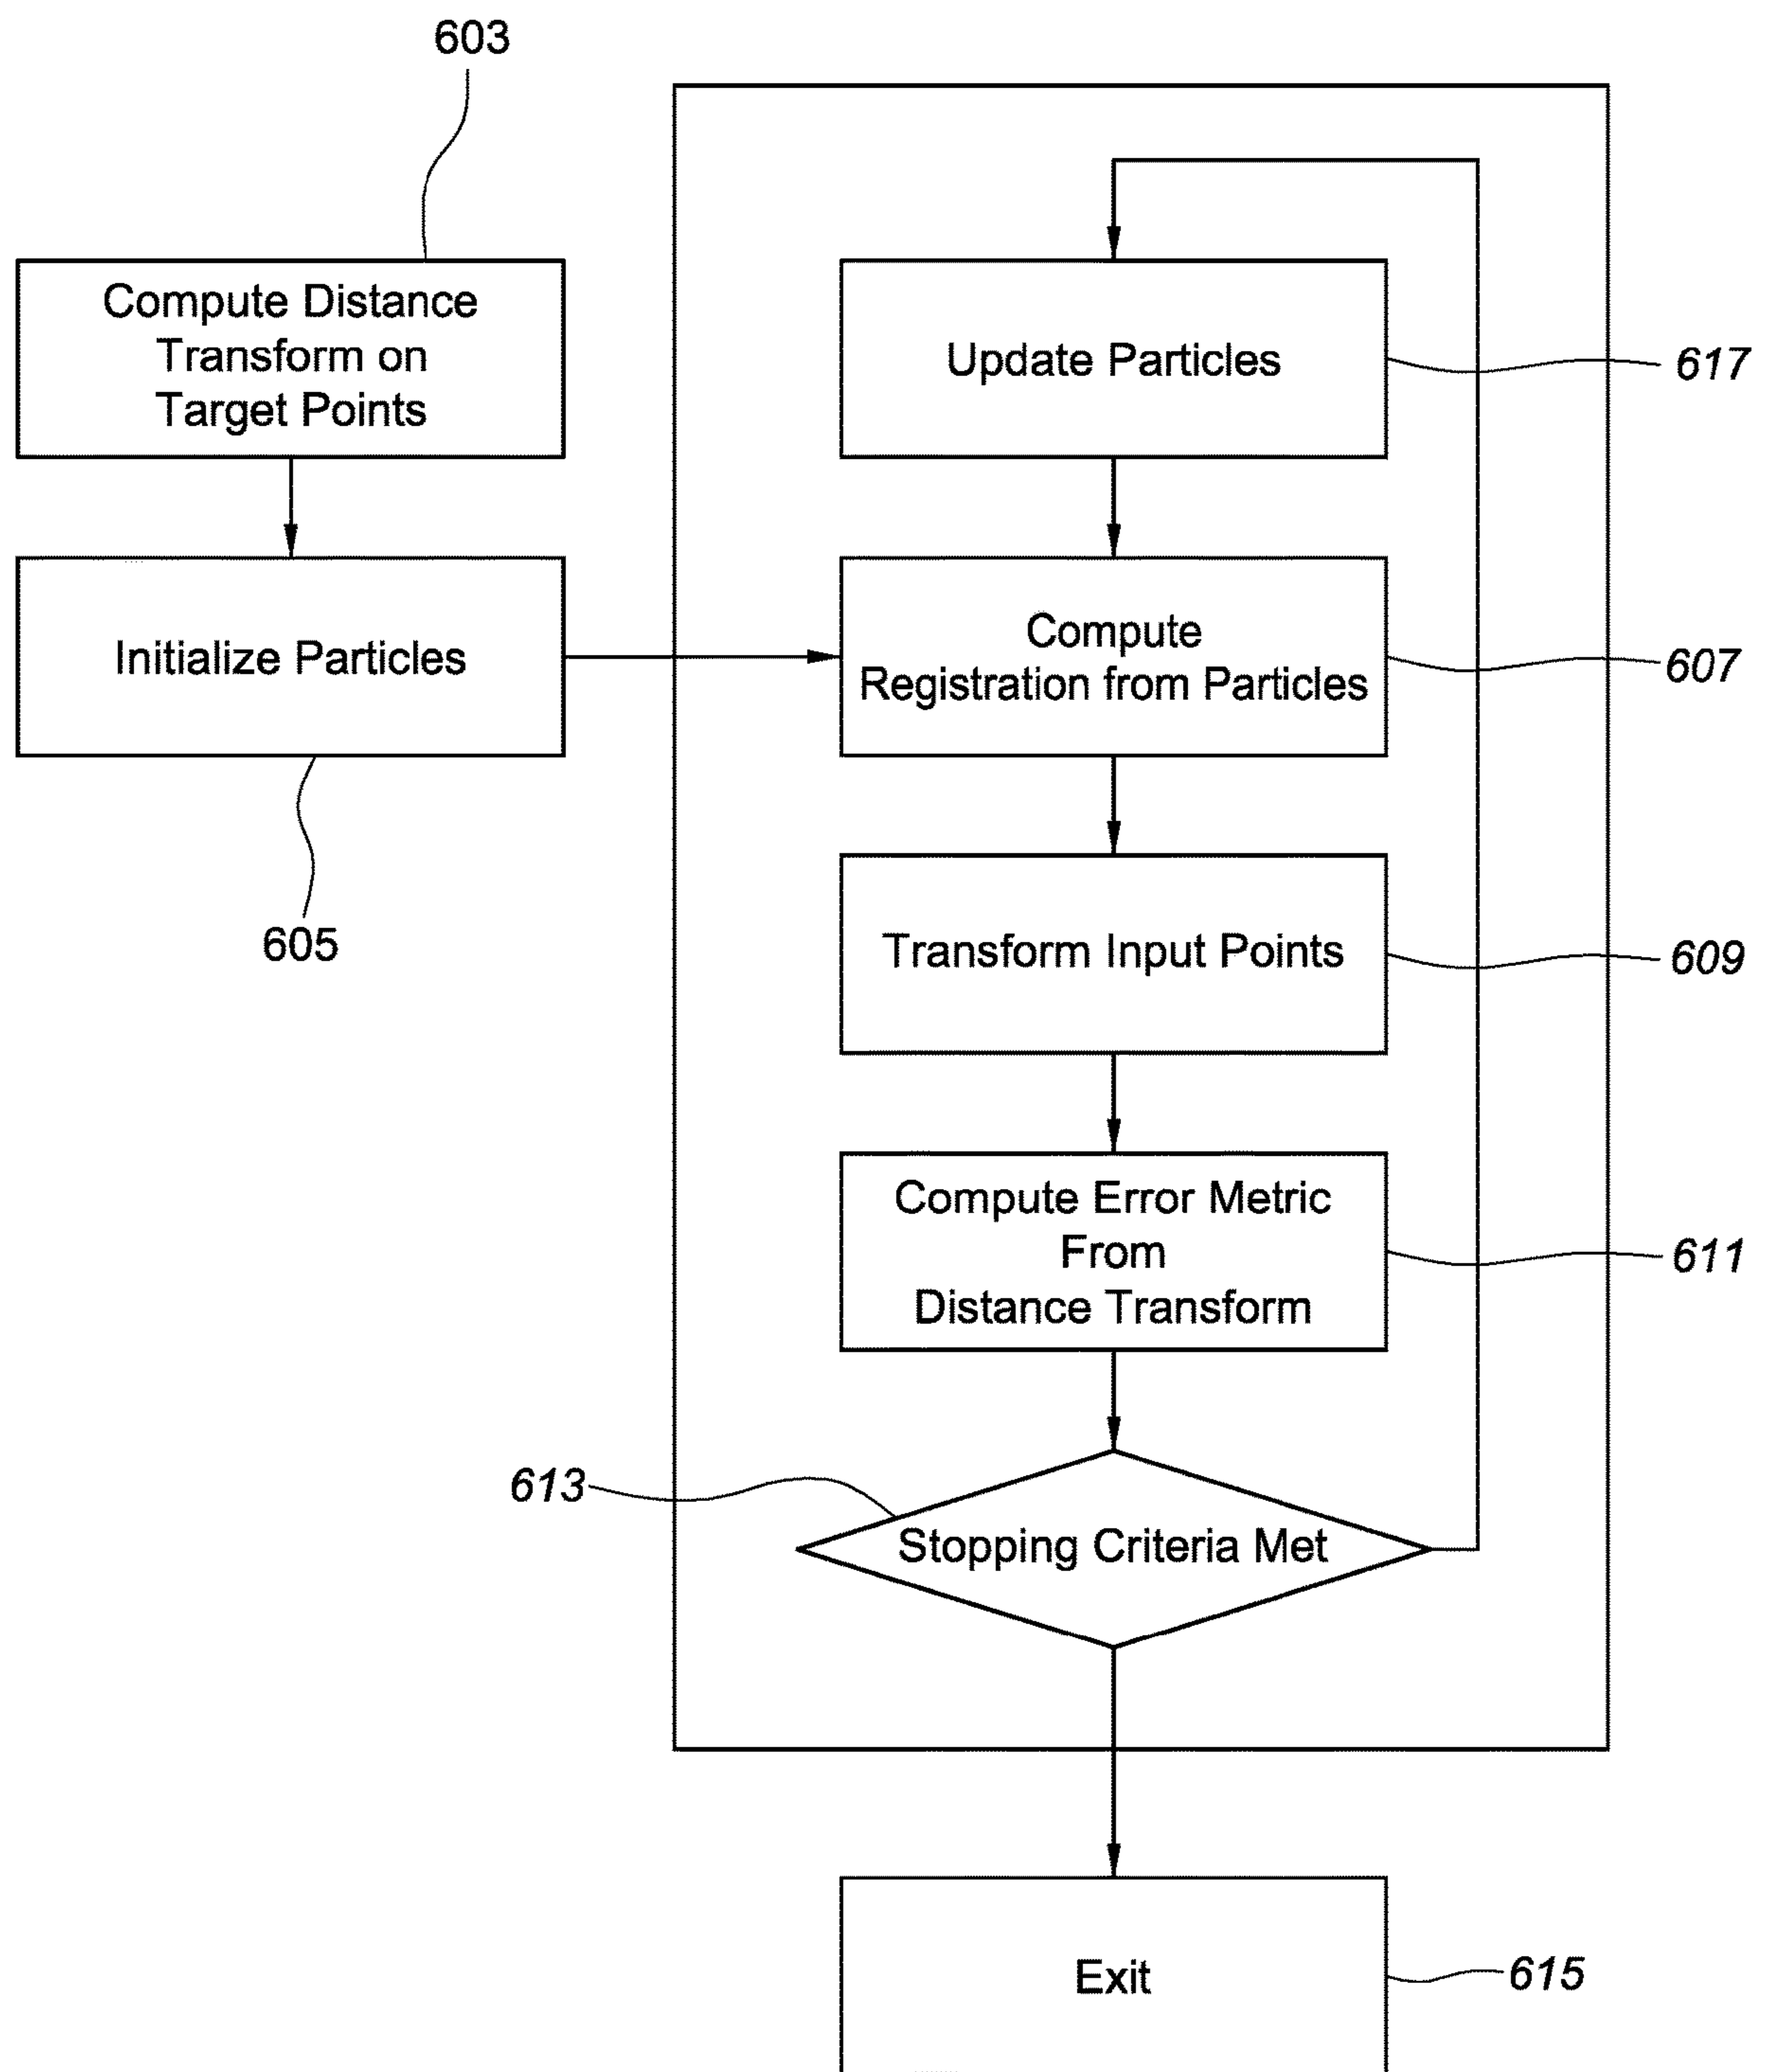 603
Compute Distance
Transform on
Target Points
Initialize Particles
605
Update Particles
617
Compute
Registration from Particles
607
Transform Input Points
609
Compute Error Metric
From
Distance Transform
611
613
Stopping Criteria Met
Exit
615